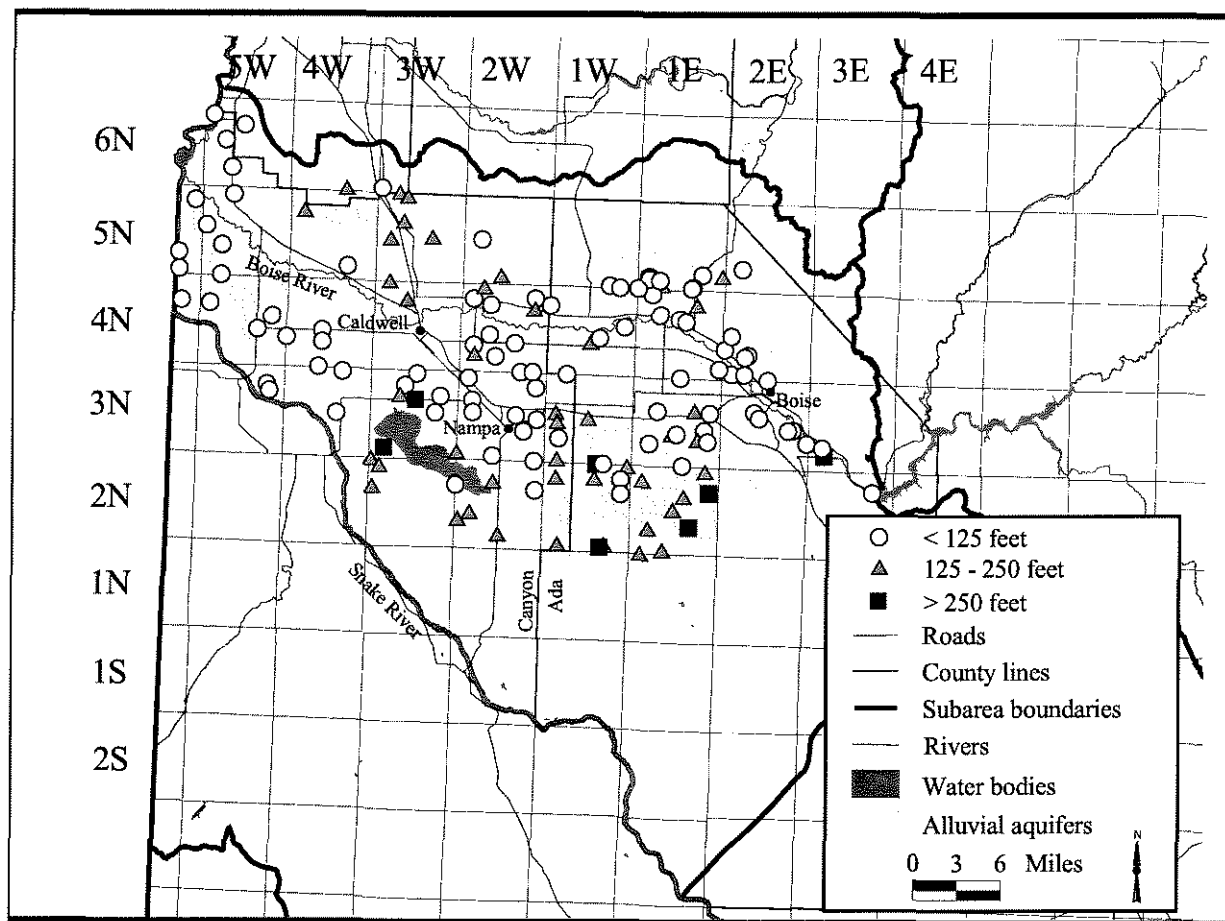 5W 4W 3W 2W 1W 1E 2E 3E 4E
6N
5N
4N
3N
2N
1N
1S
2S
Boise River
Caldwell
Boise
Nampa
Snake River
Canyon
Ada
< 125 feet
125 - 250 feet
> 250 feet
Roads
County lines
Subarea boundaries
Rivers
Water bodies
Alluvial aquifers
N
0 3 6 Miles